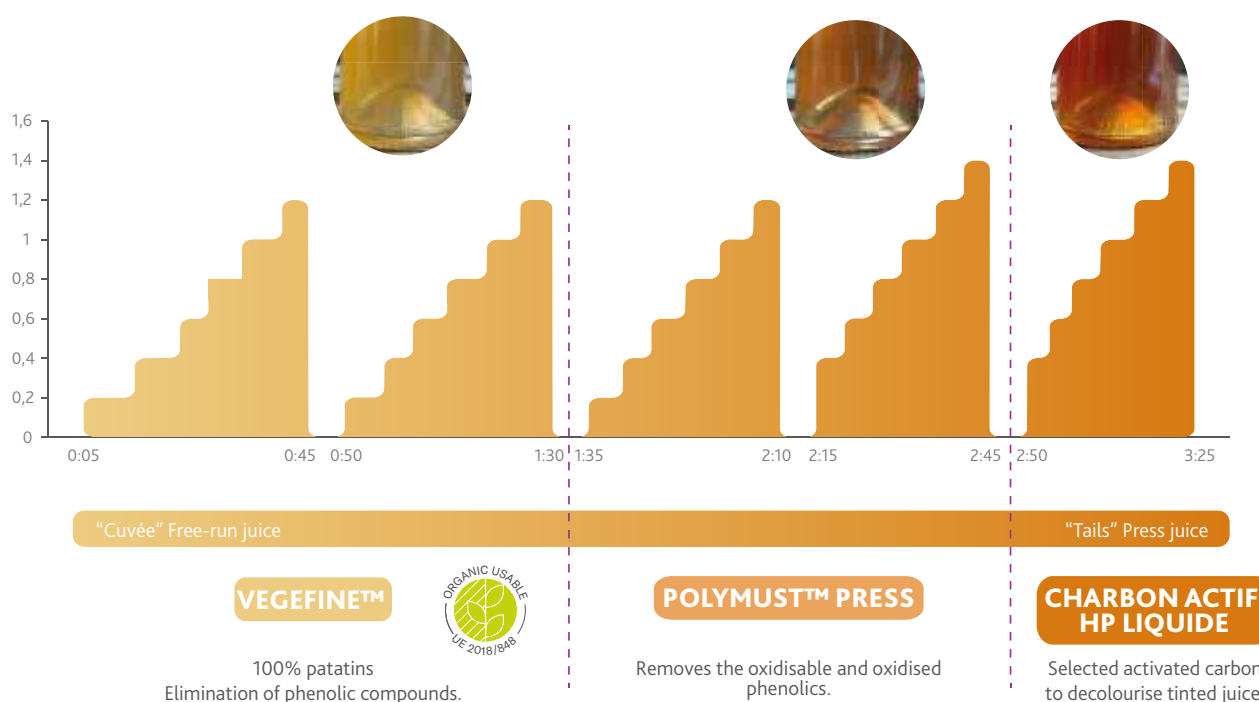 1,6
1,4
1,2
1
0,8
0,6
0,4
0,2
0
0:05
0:45
0:50
1:30
1:35
2:10
2:15
2:45
2:50
3:25
“Cuvée” Free-run juice
“Tails” Press juice
VEGEFINE™
ORGANIC USABLE
UE 2018/848
100% patatins
Elimination of phenolic compounds.
POLYMUST™ PRESS
Removes the oxidisable and oxidised
phenolics.
CHARBON ACTIF
HP LIQUIDE
Selected activated carbon
to decolourise tinted juice